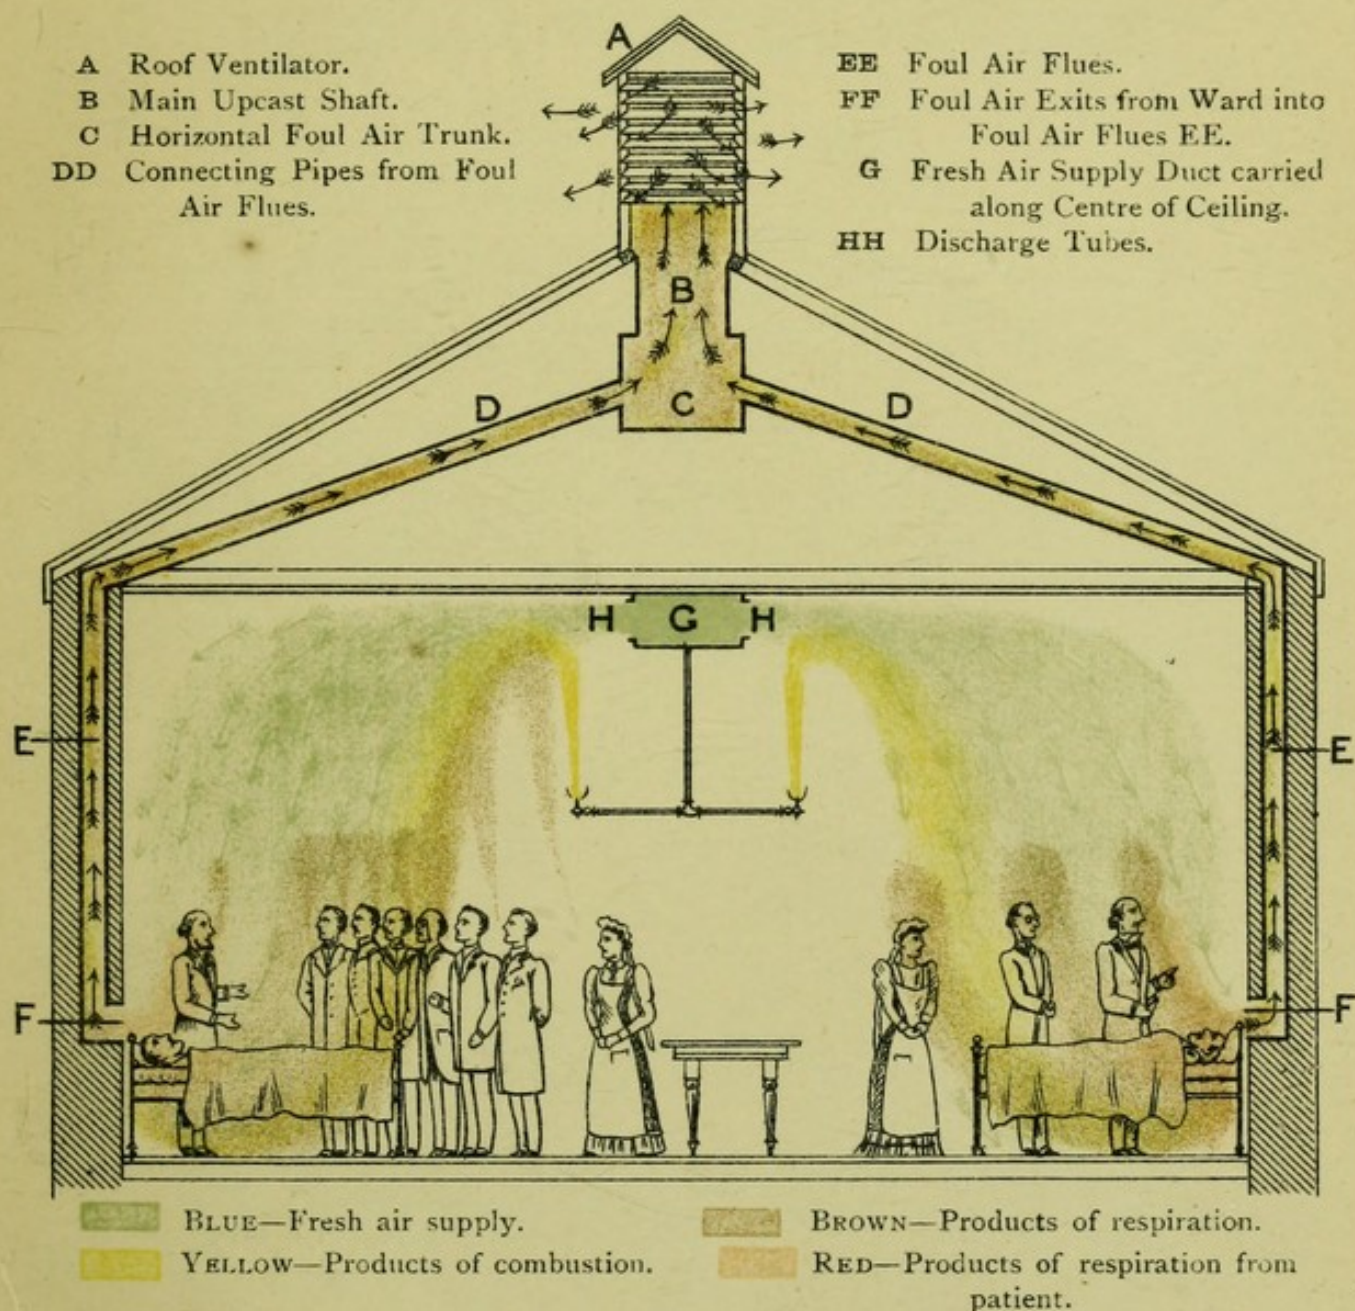 A Roof Ventilator.
B Main Upcast Shaft.
C Horizontal Foul Air Trunk.
DD Connecting Pipes from Foul
Air Flues.
EE Foul Air Flues.
FF Foul Air Exits from Ward into
Foul Air Flues EE.
G Fresh Air Supply Duct carried
along Centre of Ceiling.
HH Discharge Tubes.
A
B
D
C
D
H G H
E
E
F
F
BLUE—Fresh air supply.
YELLOW—Products of combustion.
BROWN—Products of respiration.
RED—Products of respiration from
patient.